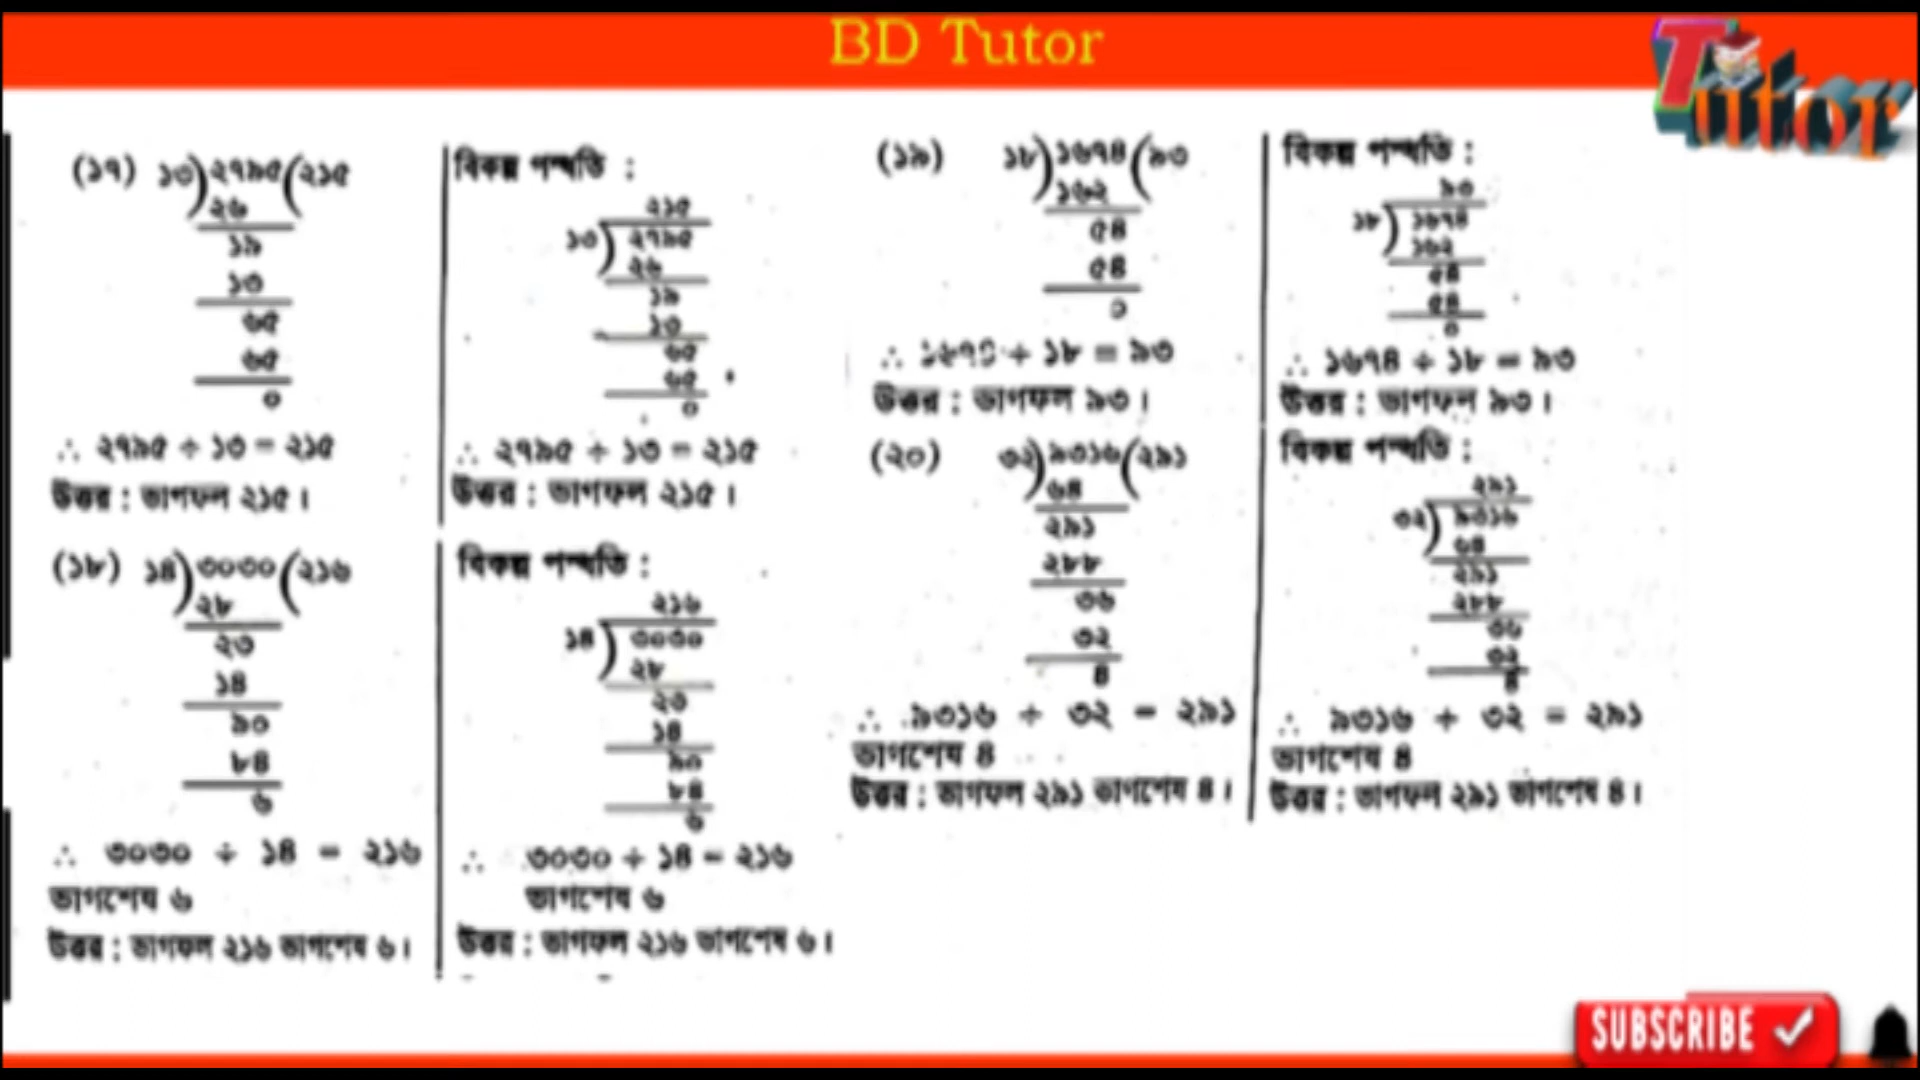 BD Tutor
Tutor
(১৭) ১৩)২৭৯৫(২১৫
২৬
১৯
১৩
৬৫
৬৫
০
∴ ২৭৯৫ ÷ ১৩ = ২১৫
উত্তর : ভাগফল ২১৫।
বিকল্প পদ্ধতি :
২১৫
১৩)২৭৯৫
২৬
১৯
১৩
৬৫
৬৫
০
∴ ২৭৯৫ ÷ ১৩ = ২১৫
উত্তর : ভাগফল ২১৫।
(১৮) ১৪)৩০৩০(২১৬
২৮
২৩
১৪
৯০
৮৪
৬
∴ ৩০৩০ ÷ ১৪ = ২১৬
ভাগশেষ ৬
উত্তর : ভাগফল ২১৬ ভাগশেষ ৬।
বিকল্প পদ্ধতি :
২১৬
১৪)৩০৩০
২৮
২৩
১৪
৯০
৮৪
৬
∴ ৩০৩০ ÷ ১৪ = ২১৬
ভাগশেষ ৬
উত্তর : ভাগফল ২১৬ ভাগশেষ ৬।
(১৯) ১৮)১৬৭৪(৯৩
১৬২
৫৪
৫৪
০
∴ ১৬৭৪ ÷ ১৮ = ৯৩
উত্তর : ভাগফল ৯৩।
বিকল্প পদ্ধতি :
৯৩
১৮)১৬৭৪
১৬২
৫৪
৫৪
০
∴ ১৬৭৪ ÷ ১৮ = ৯৩
উত্তর : ভাগফল ৯৩।
(২০) ৩২)৯৩১৬(২৯১
৬৪
২৯১
২৮৮
৩৬
৩২
৪
∴ ৯৩১৬ ÷ ৩২ = ২৯১
ভাগশেষ ৪
উত্তর : ভাগফল ২৯১ ভাগশেষ ৪।
বিকল্প পদ্ধতি :
২৯১
৩২)৯৩১৬
৬৪
২৯১
২৮৮
৩৬
৩২
৪
∴ ৯৩১৬ ÷ ৩২ = ২৯১
ভাগশেষ ৪
উত্তর : ভাগফল ২৯১ ভাগশেষ ৪।
SUBSCRIBE